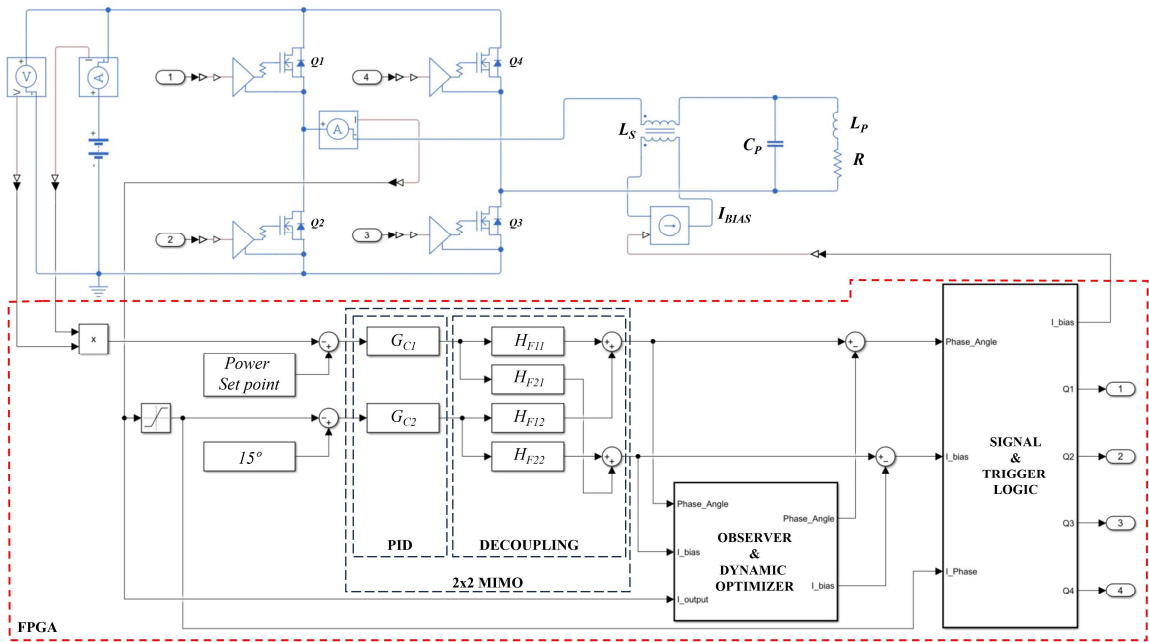 Q1
Q4
1
4
+
V
-
V
I
A
+
+
-
+
A
I
-
L_S
C_P
L_P
R
Q2
Q3
2
3
I_BIAS
x
Power
Set point
-
+
G_C1
H_F11
+
+
H_F21
G_C2
H_F12
-
+
15º
H_F22
+
+
PID
DECOUPLING
2x2 MIMO
+
-
+
-
Phase_Angle
I_bias
I_output
OBSERVER
&
DYNAMIC
OPTIMIZER
Phase_Angle
I_bias
Phase_Angle
I_bias
I_Phase
SIGNAL
&
TRIGGER
LOGIC
I_bias
Q1
1
Q2
2
Q3
3
Q4
4
FPGA